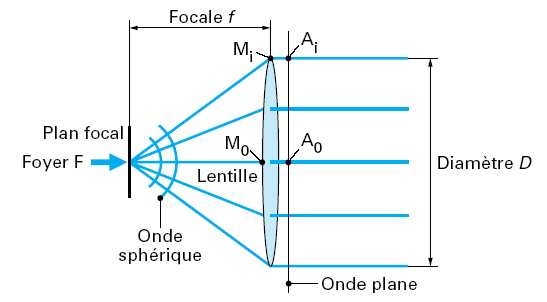 Focale f
Mi
Ai
Plan focal
Foyer F
M0
A0
Lentille
Diamètre D
Onde
sphérique
Onde plane